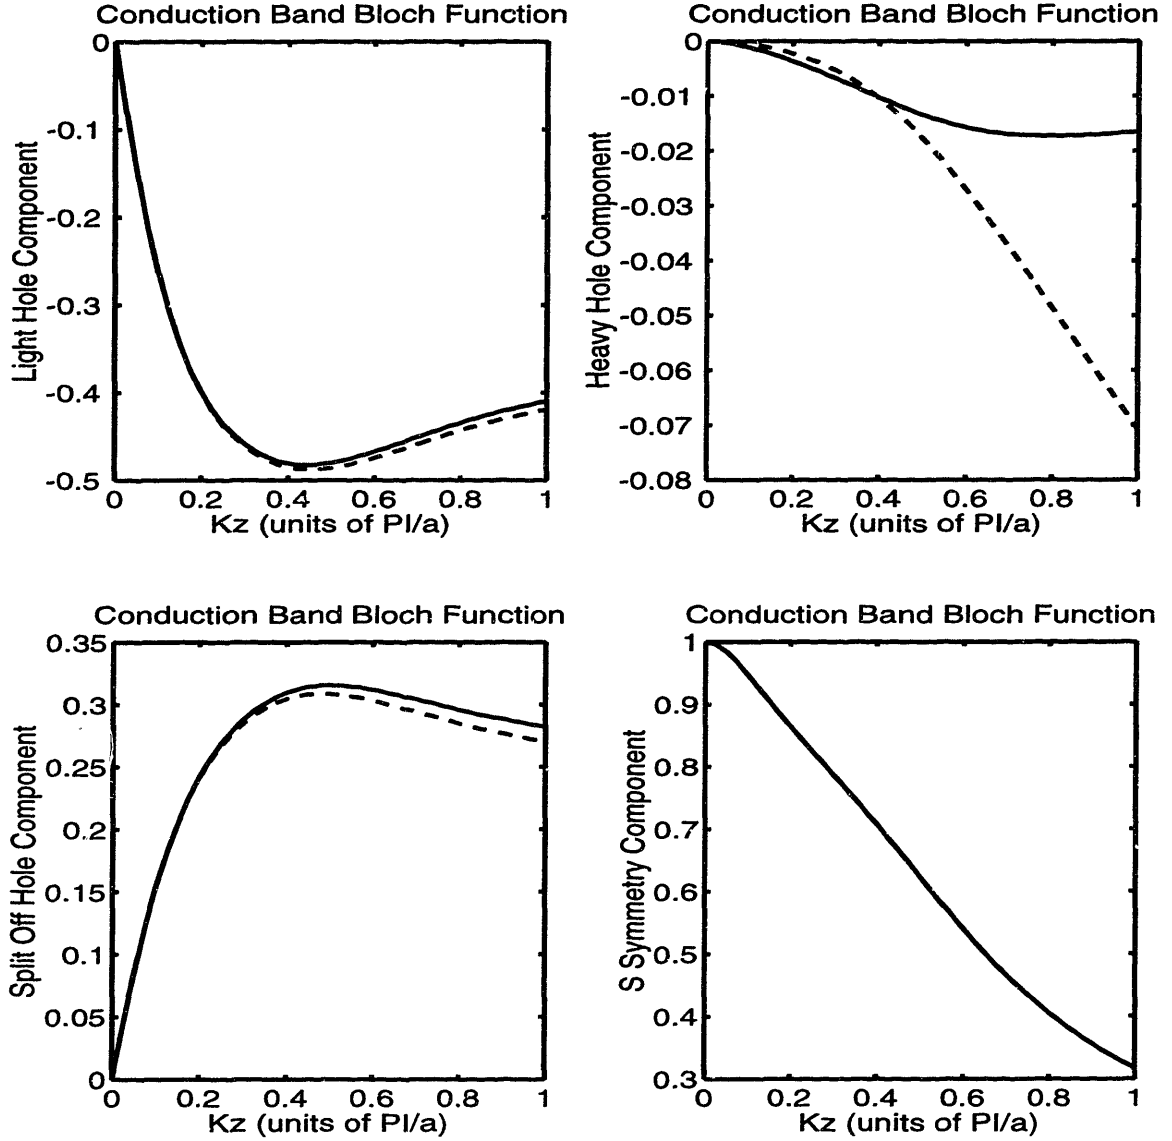 Conduction Band Bloch Function
Light Hole Component
0
-0.1
-0.2
-0.3
-0.4
-0.5
0 0.2 0.4 0.6 0.8 1
Kz (units of PI/a)
Conduction Band Bloch Function
Heavy Hole Component
0
-0.01
-0.02
-0.03
-0.04
-0.05
-0.06
-0.07
-0.08
0 0.2 0.4 0.6 0.8 1
Kz (units of PI/a)
Conduction Band Bloch Function
Split Off Hole Component
0.35
0.3
0.25
0.2
0.15
0.1
0.05
0
0 0.2 0.4 0.6 0.8 1
Kz (units of PI/a)
Conduction Band Bloch Function
S Symmetry Component
1
0.9
0.8
0.7
0.6
0.5
0.4
0.3
0 0.2 0.4 0.6 0.8 1
Kz (units of PI/a)